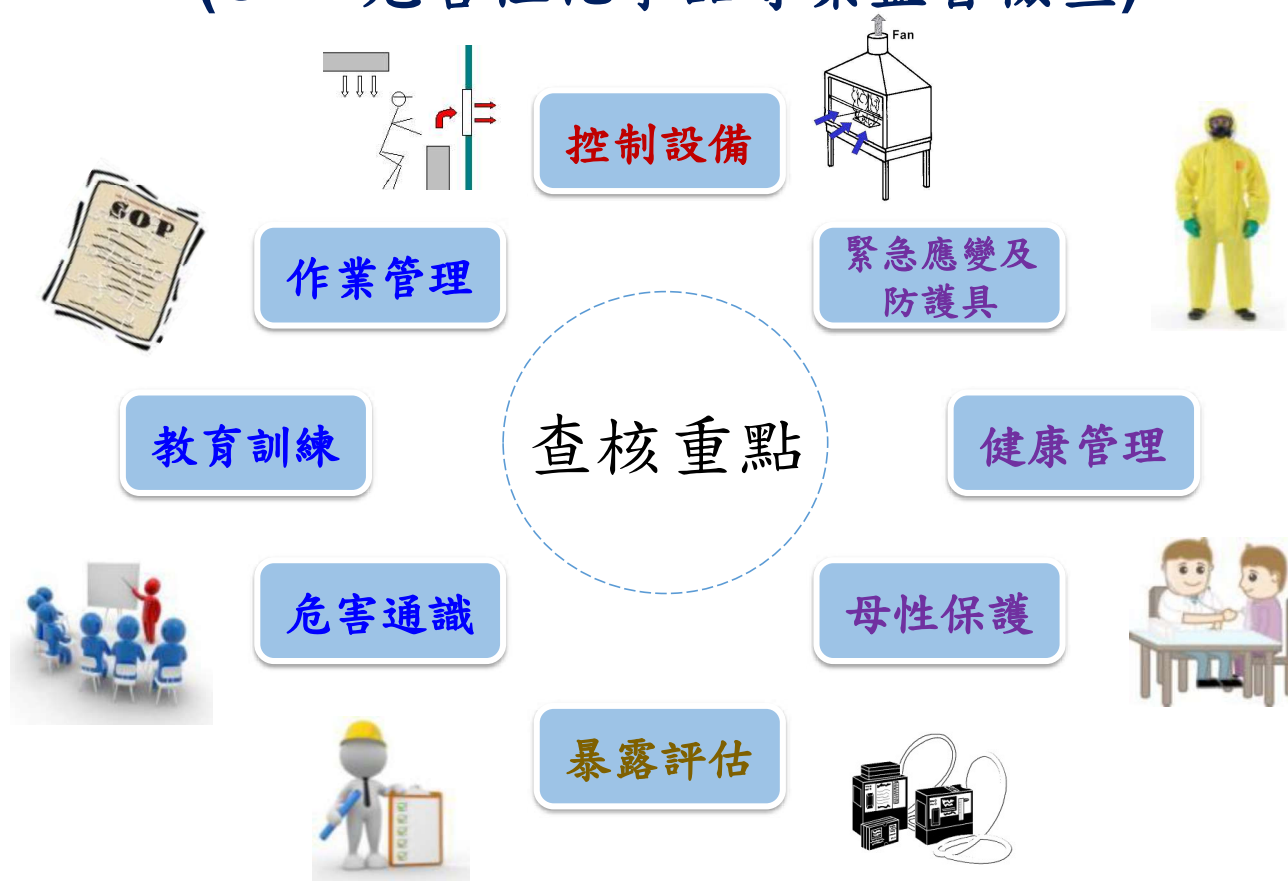 Fan
控制設備
SOP
作業管理
緊急應變及
防護具
教育訓練
查核重點
健康管理
危害通識
母性保護
暴露評估